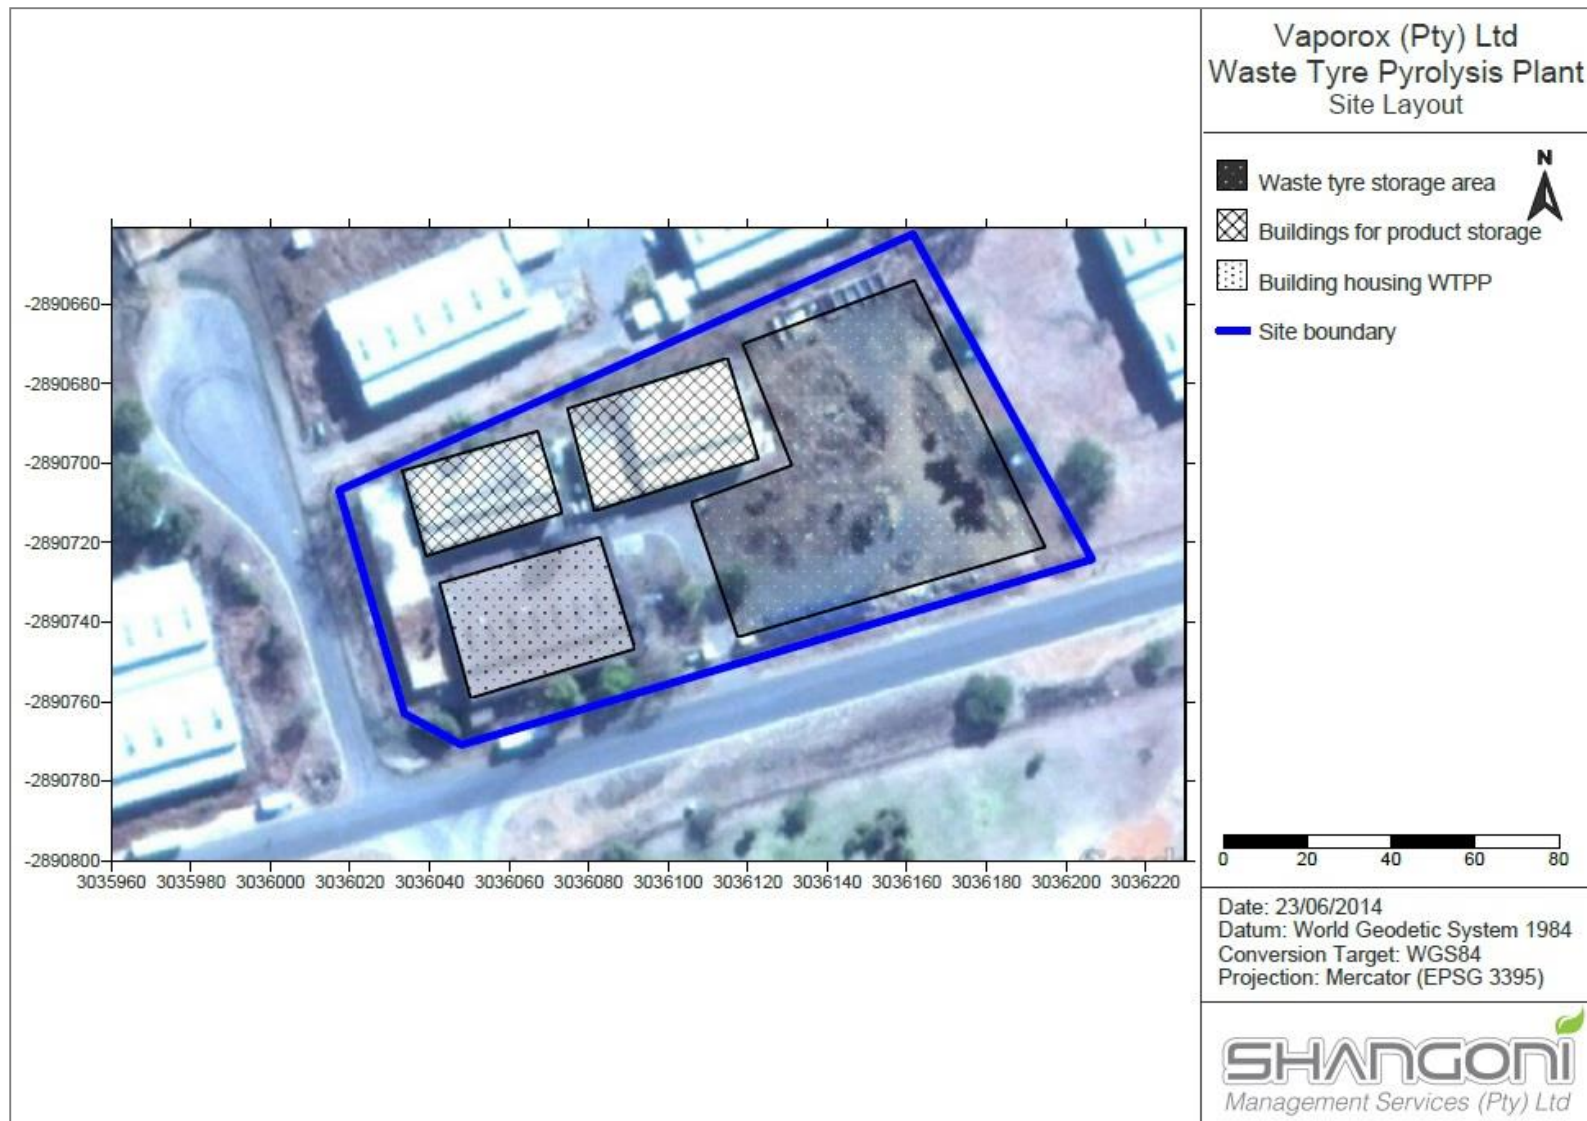 Vaporox (Pty) Ltd
Waste Tyre Pyrolysis Plant
Site Layout
N
Waste tyre storage area
Buildings for product storage
Building housing WTPP
Site boundary
-2890660
-2890680
-2890700
-2890720
-2890740
-2890760
-2890780
-2890800
3035960 3035980 3036000 3036020 3036040 3036060 3036080 3036100 3036120 3036140 3036160 3036180 3036200 3036220
0 20 40 60 80
Date: 23/06/2014
Datum: World Geodetic System 1984
Conversion Target: WGS84
Projection: Mercator (EPSG 3395)
SHANGONI
Management Services (Pty) Ltd